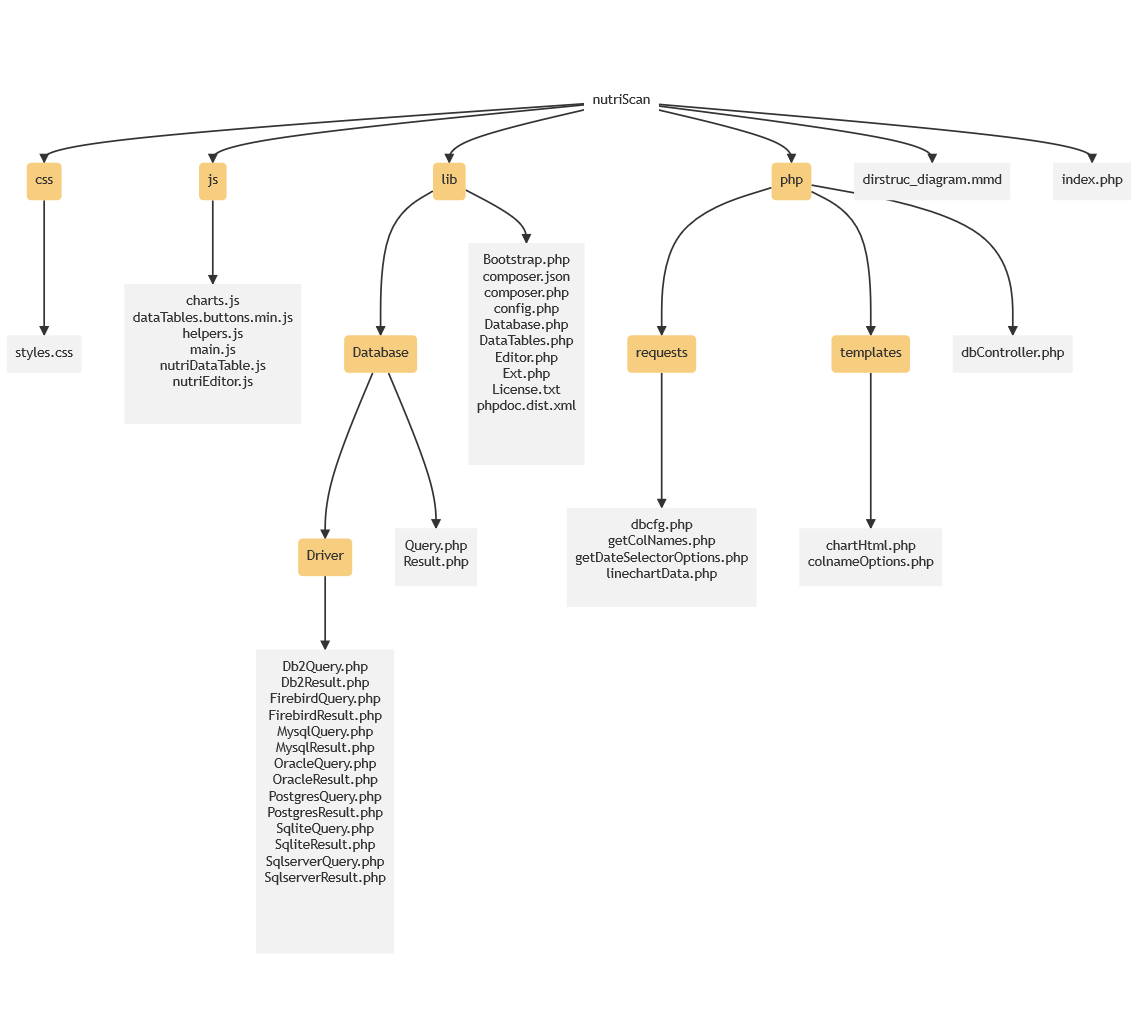 nutriScan
css
js
lib
php
dirstruc_diagram.mmd
index.php
styles.css
charts.js
dataTables.buttons.min.js
helpers.js
main.js
nutriDataTable.js
nutriEditor.js
Database
Bootstrap.php
composer.json
composer.php
config.php
Database.php
DataTables.php
Editor.php
Ext.php
License.txt
phpdoc.dist.xml
requests
templates
dbController.php
Driver
Query.php
Result.php
dbcfg.php
getColNames.php
getDateSelectorOptions.php
linechartData.php
chartHtml.php
colnameOptions.php
Db2Query.php
Db2Result.php
FirebirdQuery.php
FirebirdResult.php
MysqlQuery.php
MysqlResult.php
OracleQuery.php
OracleResult.php
PostgresQuery.php
PostgresResult.php
SqliteQuery.php
SqliteResult.php
SqlserverQuery.php
SqlserverResult.php